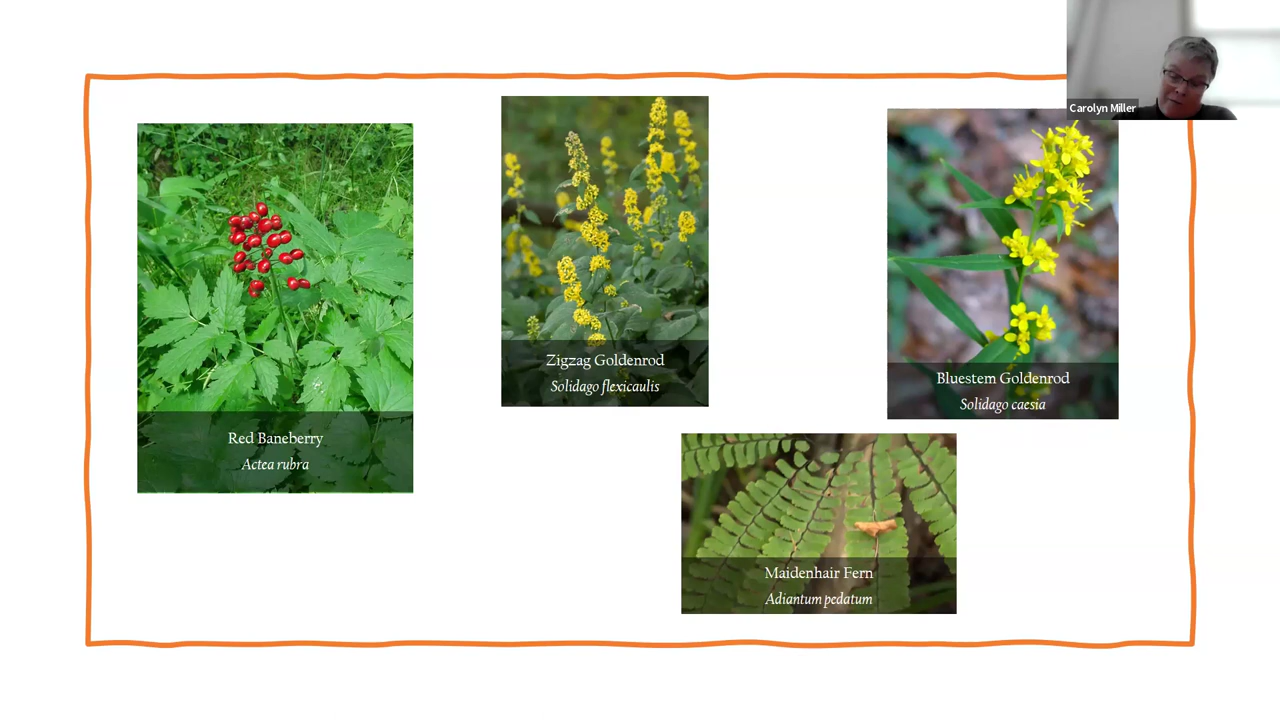 Carolyn Miller
Red Baneberry
Actea rubra
Zigzag Goldenrod
Solidago flexicaulis
Bluestem Goldenrod
Solidago caesia
Maidenhair Fern
Adiantum pedatum